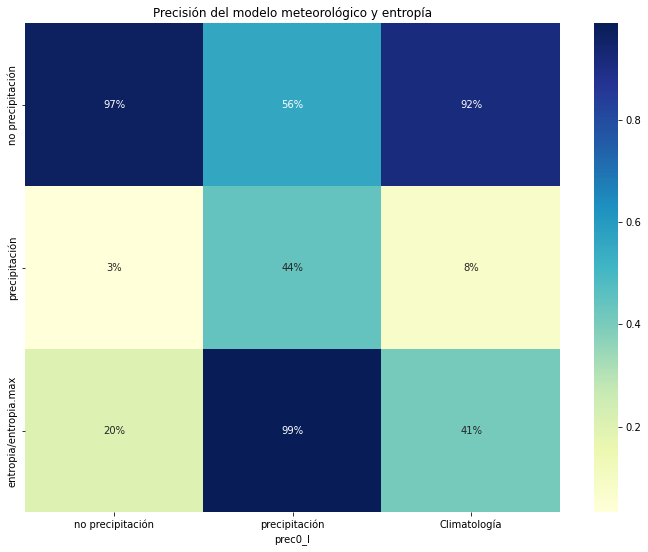 Precisión del modelo meteorológico y entropía
no precipitación
97%
56%
92%
0.8
0.6
precipitación
3%
44%
8%
0.4
entropia/entropia.max
20%
99%
41%
0.2
no precipitación
precipitación
Climatología
prec0_l